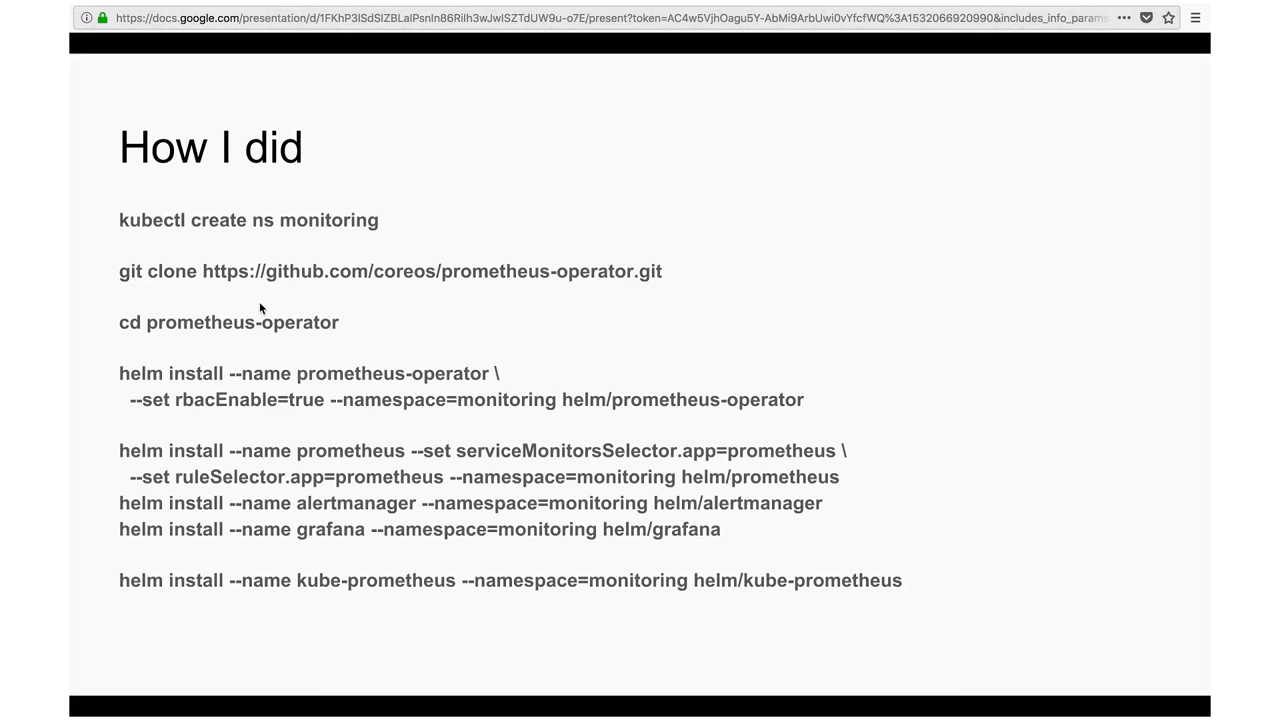 https://docs.google.com/presentation/d/1FKhP3lSdSIZBLaIPsnIn86RiIh3wJwISZTdUW9u-o7E/present?token=AC4w5VjhOagu5Y-AbMi9ArbUwi0vYfcfWQ%3A1532066920990&includes_info_params
How I did
kubectl create ns monitoring
git clone https://github.com/coreos/prometheus-operator.git
cd prometheus-operator
helm install --name prometheus-operator \
--set rbacEnable=true --namespace=monitoring helm/prometheus-operator
helm install --name prometheus --set serviceMonitorsSelector.app=prometheus \
--set ruleSelector.app=prometheus --namespace=monitoring helm/prometheus
helm install --name alertmanager --namespace=monitoring helm/alertmanager
helm install --name grafana --namespace=monitoring helm/grafana
helm install --name kube-prometheus --namespace=monitoring helm/kube-prometheus